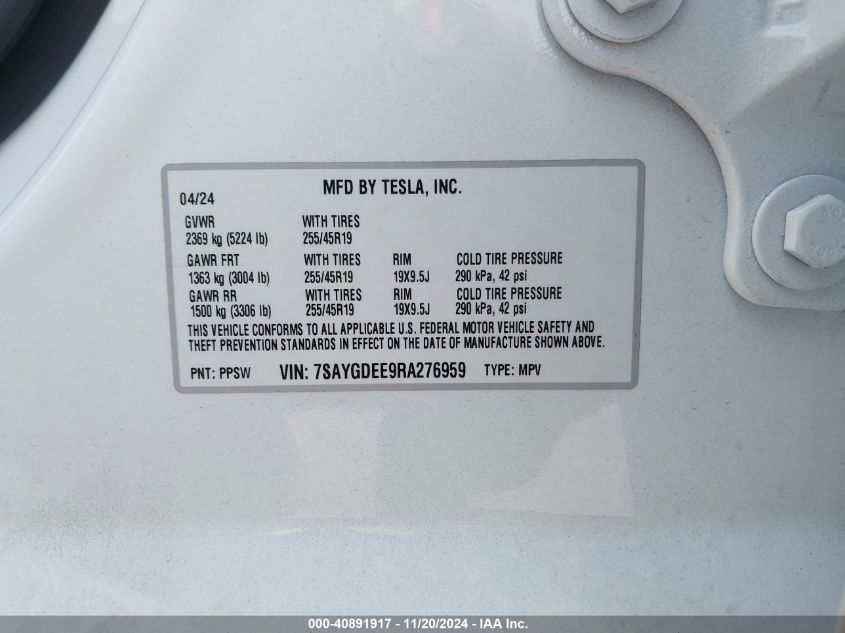 04/24 MFD BY TESLA, INC.
GVWR WITH TIRES
2369 kg (5224 lb) 255/45R19
GAWR FRT WITH TIRES RIM COLD TIRE PRESSURE
1363 kg (3004 lb) 255/45R19 19X9.5J 290 kPa, 42 psi
GAWR RR WITH TIRES RIM COLD TIRE PRESSURE
1500 kg (3306 lb) 255/45R19 19X9.5J 290 kPa, 42 psi
THIS VEHICLE CONFORMS TO ALL APPLICABLE U.S. FEDERAL MOTOR VEHICLE SAFETY AND
THEFT PREVENTION STANDARDS IN EFFECT ON THE DATE OF MANUFACTURE SHOWN ABOVE.
PNT: PPSW VIN: 7SAYGDEE9RA276959 TYPE: MPV
000-40891917 - 11/20/2024 - IAA Inc.